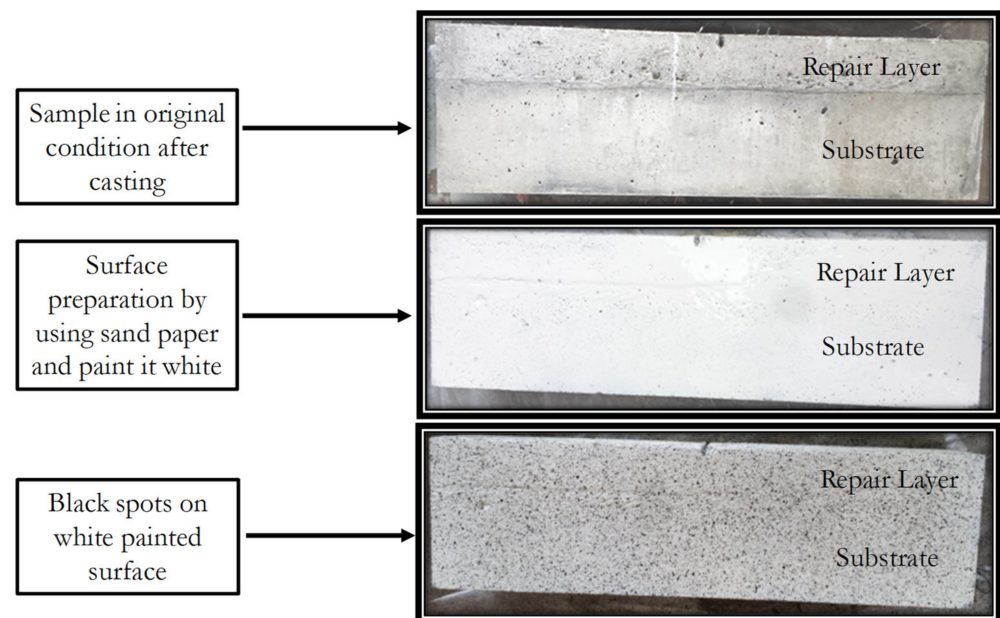 Sample in original
condition after
casting
Repair Layer
Substrate
Surface
preparation by
using sand paper
and paint it white
Repair Layer
Substrate
Black spots on
white painted
surface
Repair Layer
Substrate